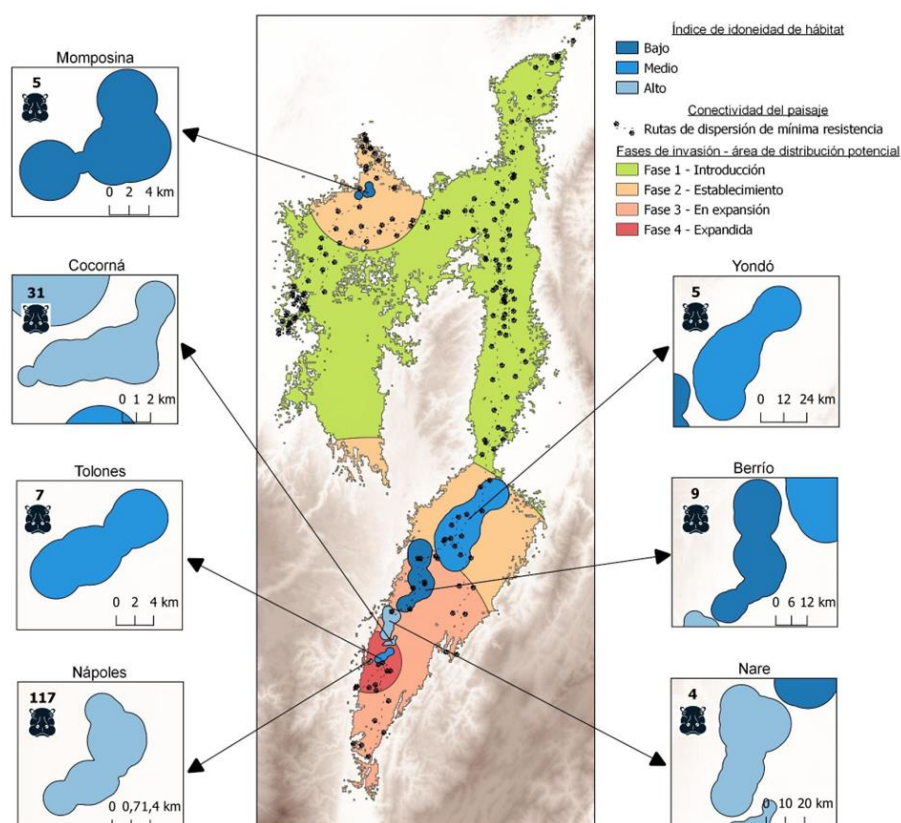 Momposina
5
0 2 4 km
Cocorná
31
0 1 2 km
Tolones
7
0 2 4 km
Nápoles
117
0 0,71,4 km
Índice de idoneidad de hábitat
Bajo
Medio
Alto
Conectividad del paisaje
Rutas de dispersión de mínima resistencia
Fases de invasión - área de distribución potencial
Fase 1 - Introducción
Fase 2 - Establecimiento
Fase 3 - En expansión
Fase 4 - Expandida
Yondó
5
0 12 24 km
Berrío
9
0 6 12 km
Nare
4
0 10 20 km